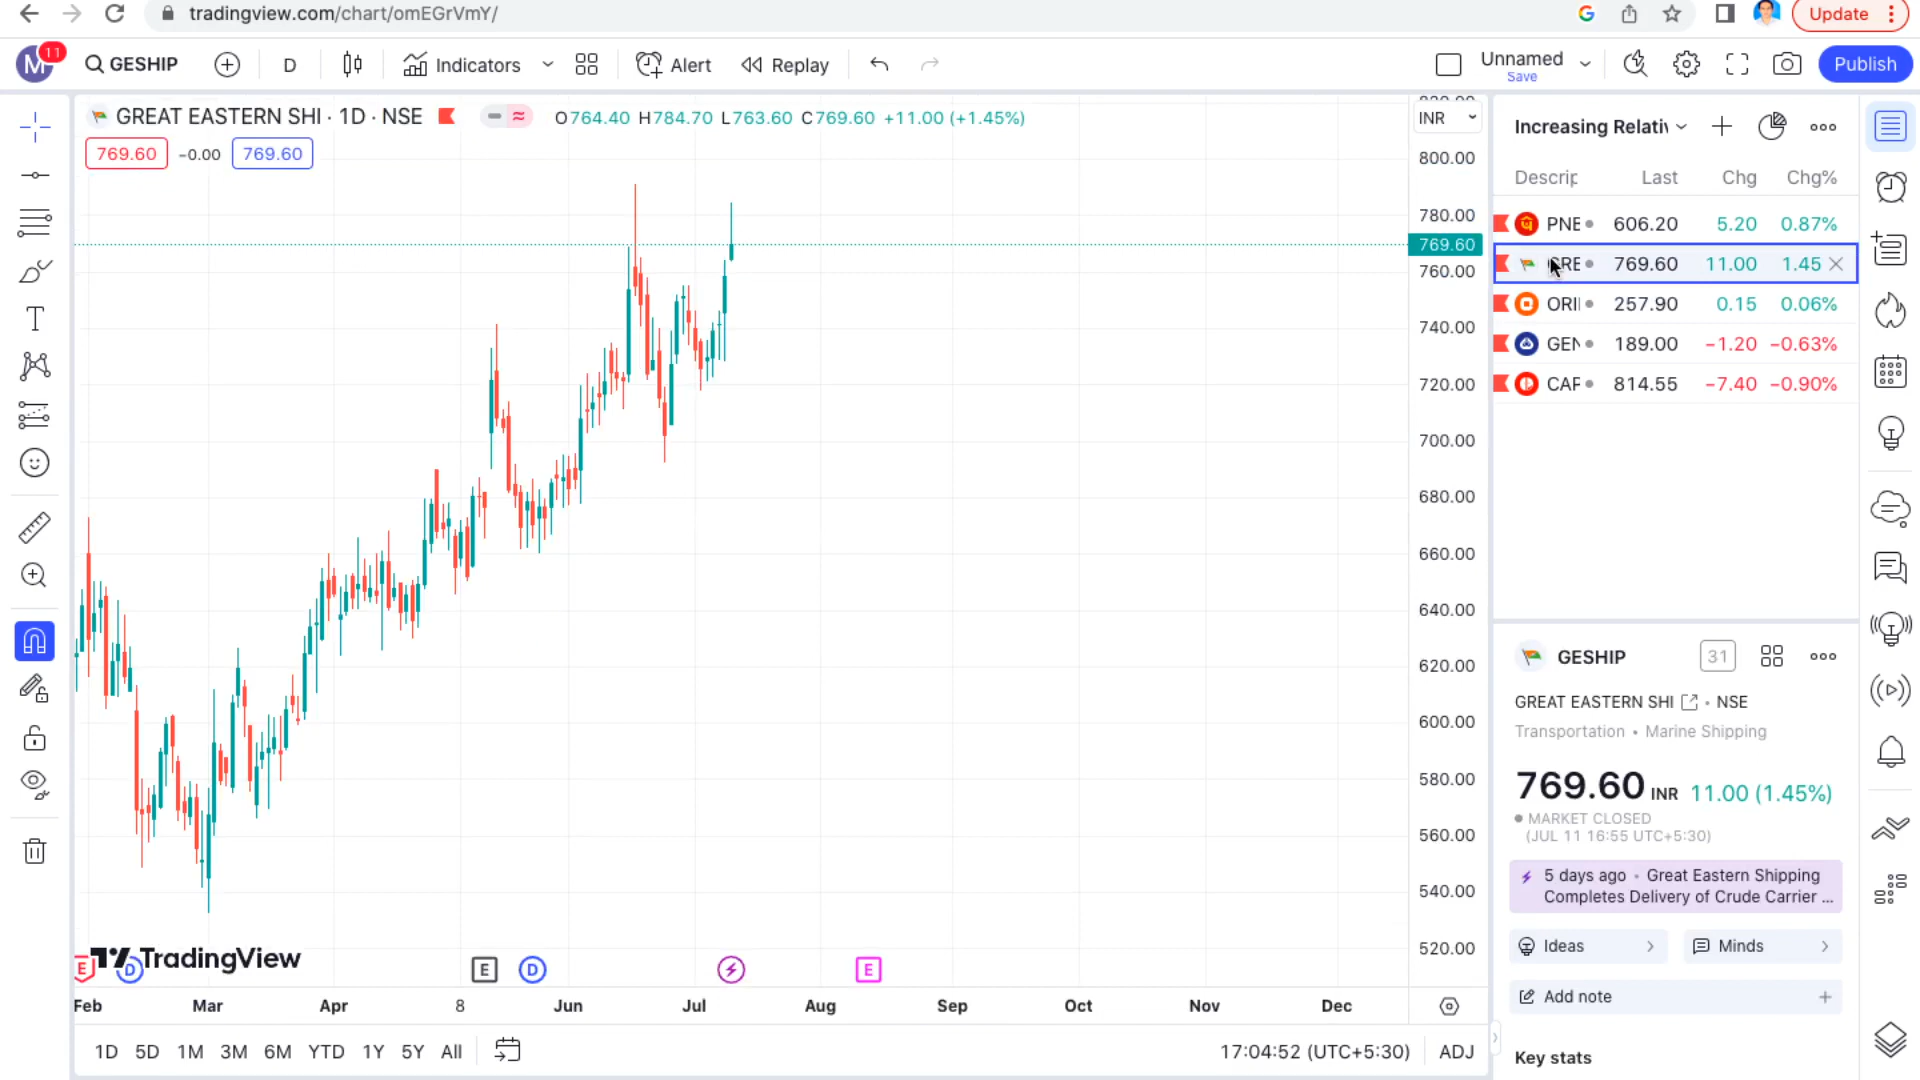 tradingview.com/chart/omEGrVmY/
Update
M 11 GESHIP D Indicators Alert Replay Unnamed Save Publish
GREAT EASTERN SHI · 1D · NSE O764.40 H784.70 L763.60 C769.60 +11.00 (+1.45%)
769.60 −0.00 769.60
INR
800.00
780.00
769.60
760.00
740.00
720.00
700.00
680.00
660.00
640.00
620.00
600.00
580.00
560.00
540.00
520.00
TradingView
E D E D E
Feb Mar Apr 8 Jun Jul Aug Sep Oct Nov Dec
1D 5D 1M 3M 6M YTD 1Y 5Y All 17:04:52 (UTC+5:30) ADJ
Increasing Relativ
Descrip Last Chg Chg%
PNB 606.20 5.20 0.87%
GRE 769.60 11.00 1.45
ORI 257.90 0.15 0.06%
GEN 189.00 −1.20 −0.63%
CAP 814.55 −7.40 −0.90%
GESHIP 31
GREAT EASTERN SHI • NSE
Transportation • Marine Shipping
769.60 INR 11.00 (1.45%)
MARKET CLOSED
(JUL 11 16:55 UTC+5:30)
5 days ago • Great Eastern Shipping
Completes Delivery of Crude Carrier ...
Ideas Minds
Add note
Key stats